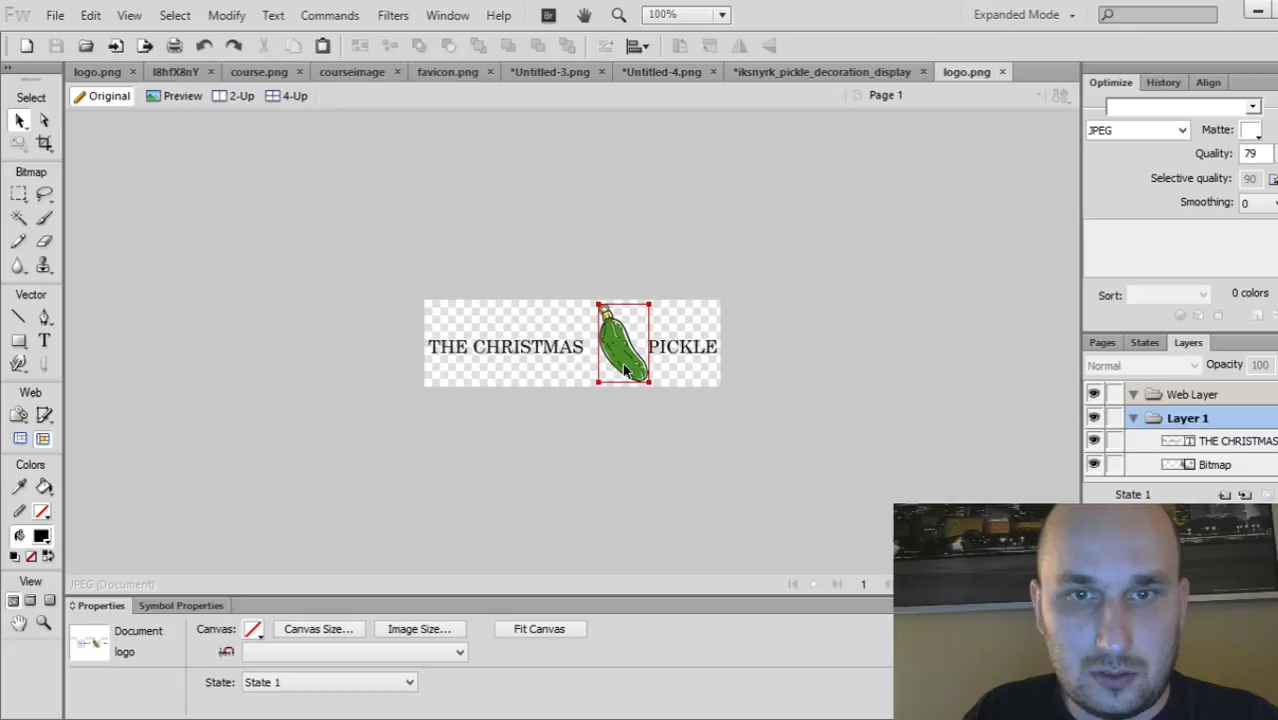 Fw File Edit View Select Modify Text Commands Filters Window Help Br 100% Expanded Mode
logo.png I8hfX8nY course.png courseimage favicon.png *Untitled-3.png *Untitled-4.png *iksnyrk_pickle_decoration_display logo.png
Original Preview 2-Up 4-Up Page 1
Select
Bitmap
Vector
Web
Colors
View
THE CHRISTMAS PICKLE
Optimize History Align
JPEG Matte:
Quality: 79
Selective quality: 90
Smoothing: 0
Sort: 0 colors
Pages States Layers
Normal Opacity 100
Web Layer
Layer 1
THE CHRISTMAS
Bitmap
State 1
JPEG (Document) 1
Properties Symbol Properties
Document
logo
Canvas: Canvas Size... Image Size... Fit Canvas
State: State 1